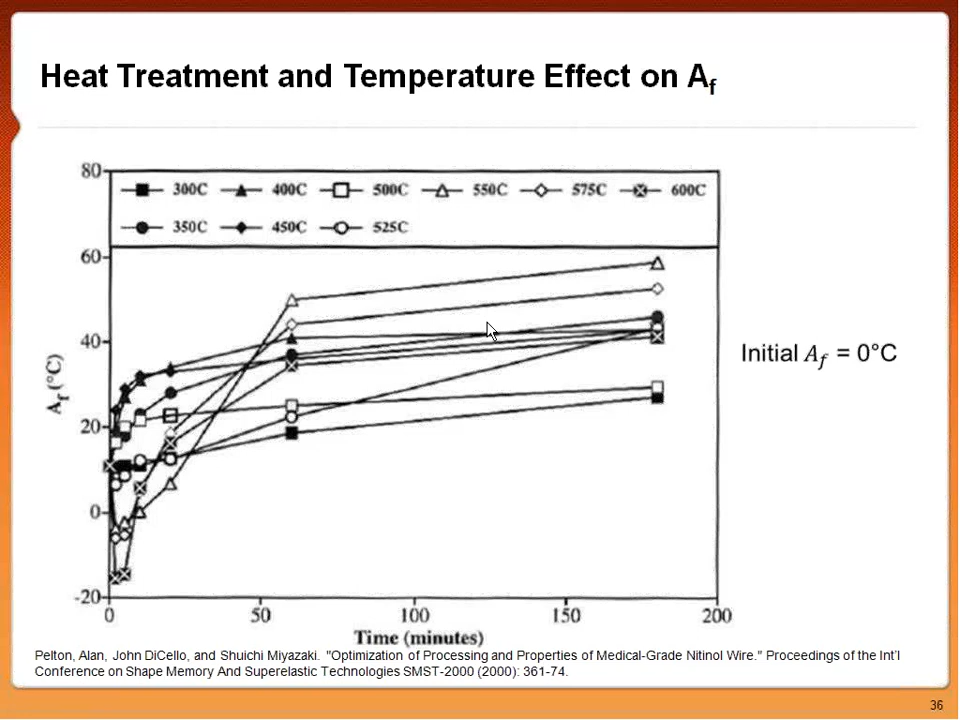 Heat Treatment and Temperature Effect on Af
80
300C 400C 500C 550C 575C 600C
350C 450C 525C
60
40
Af (°C)
20
0
-20
0 50 100 150 200
Time (minutes)
Initial Af = 0°C
Pelton, Alan, John DiCello, and Shuichi Miyazaki. "Optimization of Processing and Properties of Medical-Grade Nitinol Wire." Proceedings of the Int'l
Conference on Shape Memory And Superelastic Technologies SMST-2000 (2000): 361-74.
36